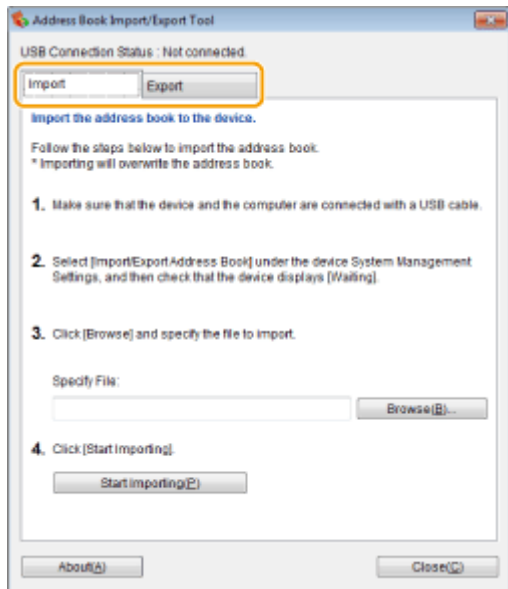 Address Book Import/Export Tool
USB Connection Status : Not connected.
Import Export
Import the address book to the device.
Follow the steps below to import the address book.
* Importing will overwrite the address book.
1. Make sure that the device and the computer are connected with a USB cable.
2. Select [Import/Export Address Book] under the device System Management
Settings, and then check that the device displays [Waiting].
3. Click [Browse] and specify the file to import.
Specify File:
Browse(B)...
4. Click [Start Importing].
Start Importing(P)
About(A) Close(C)